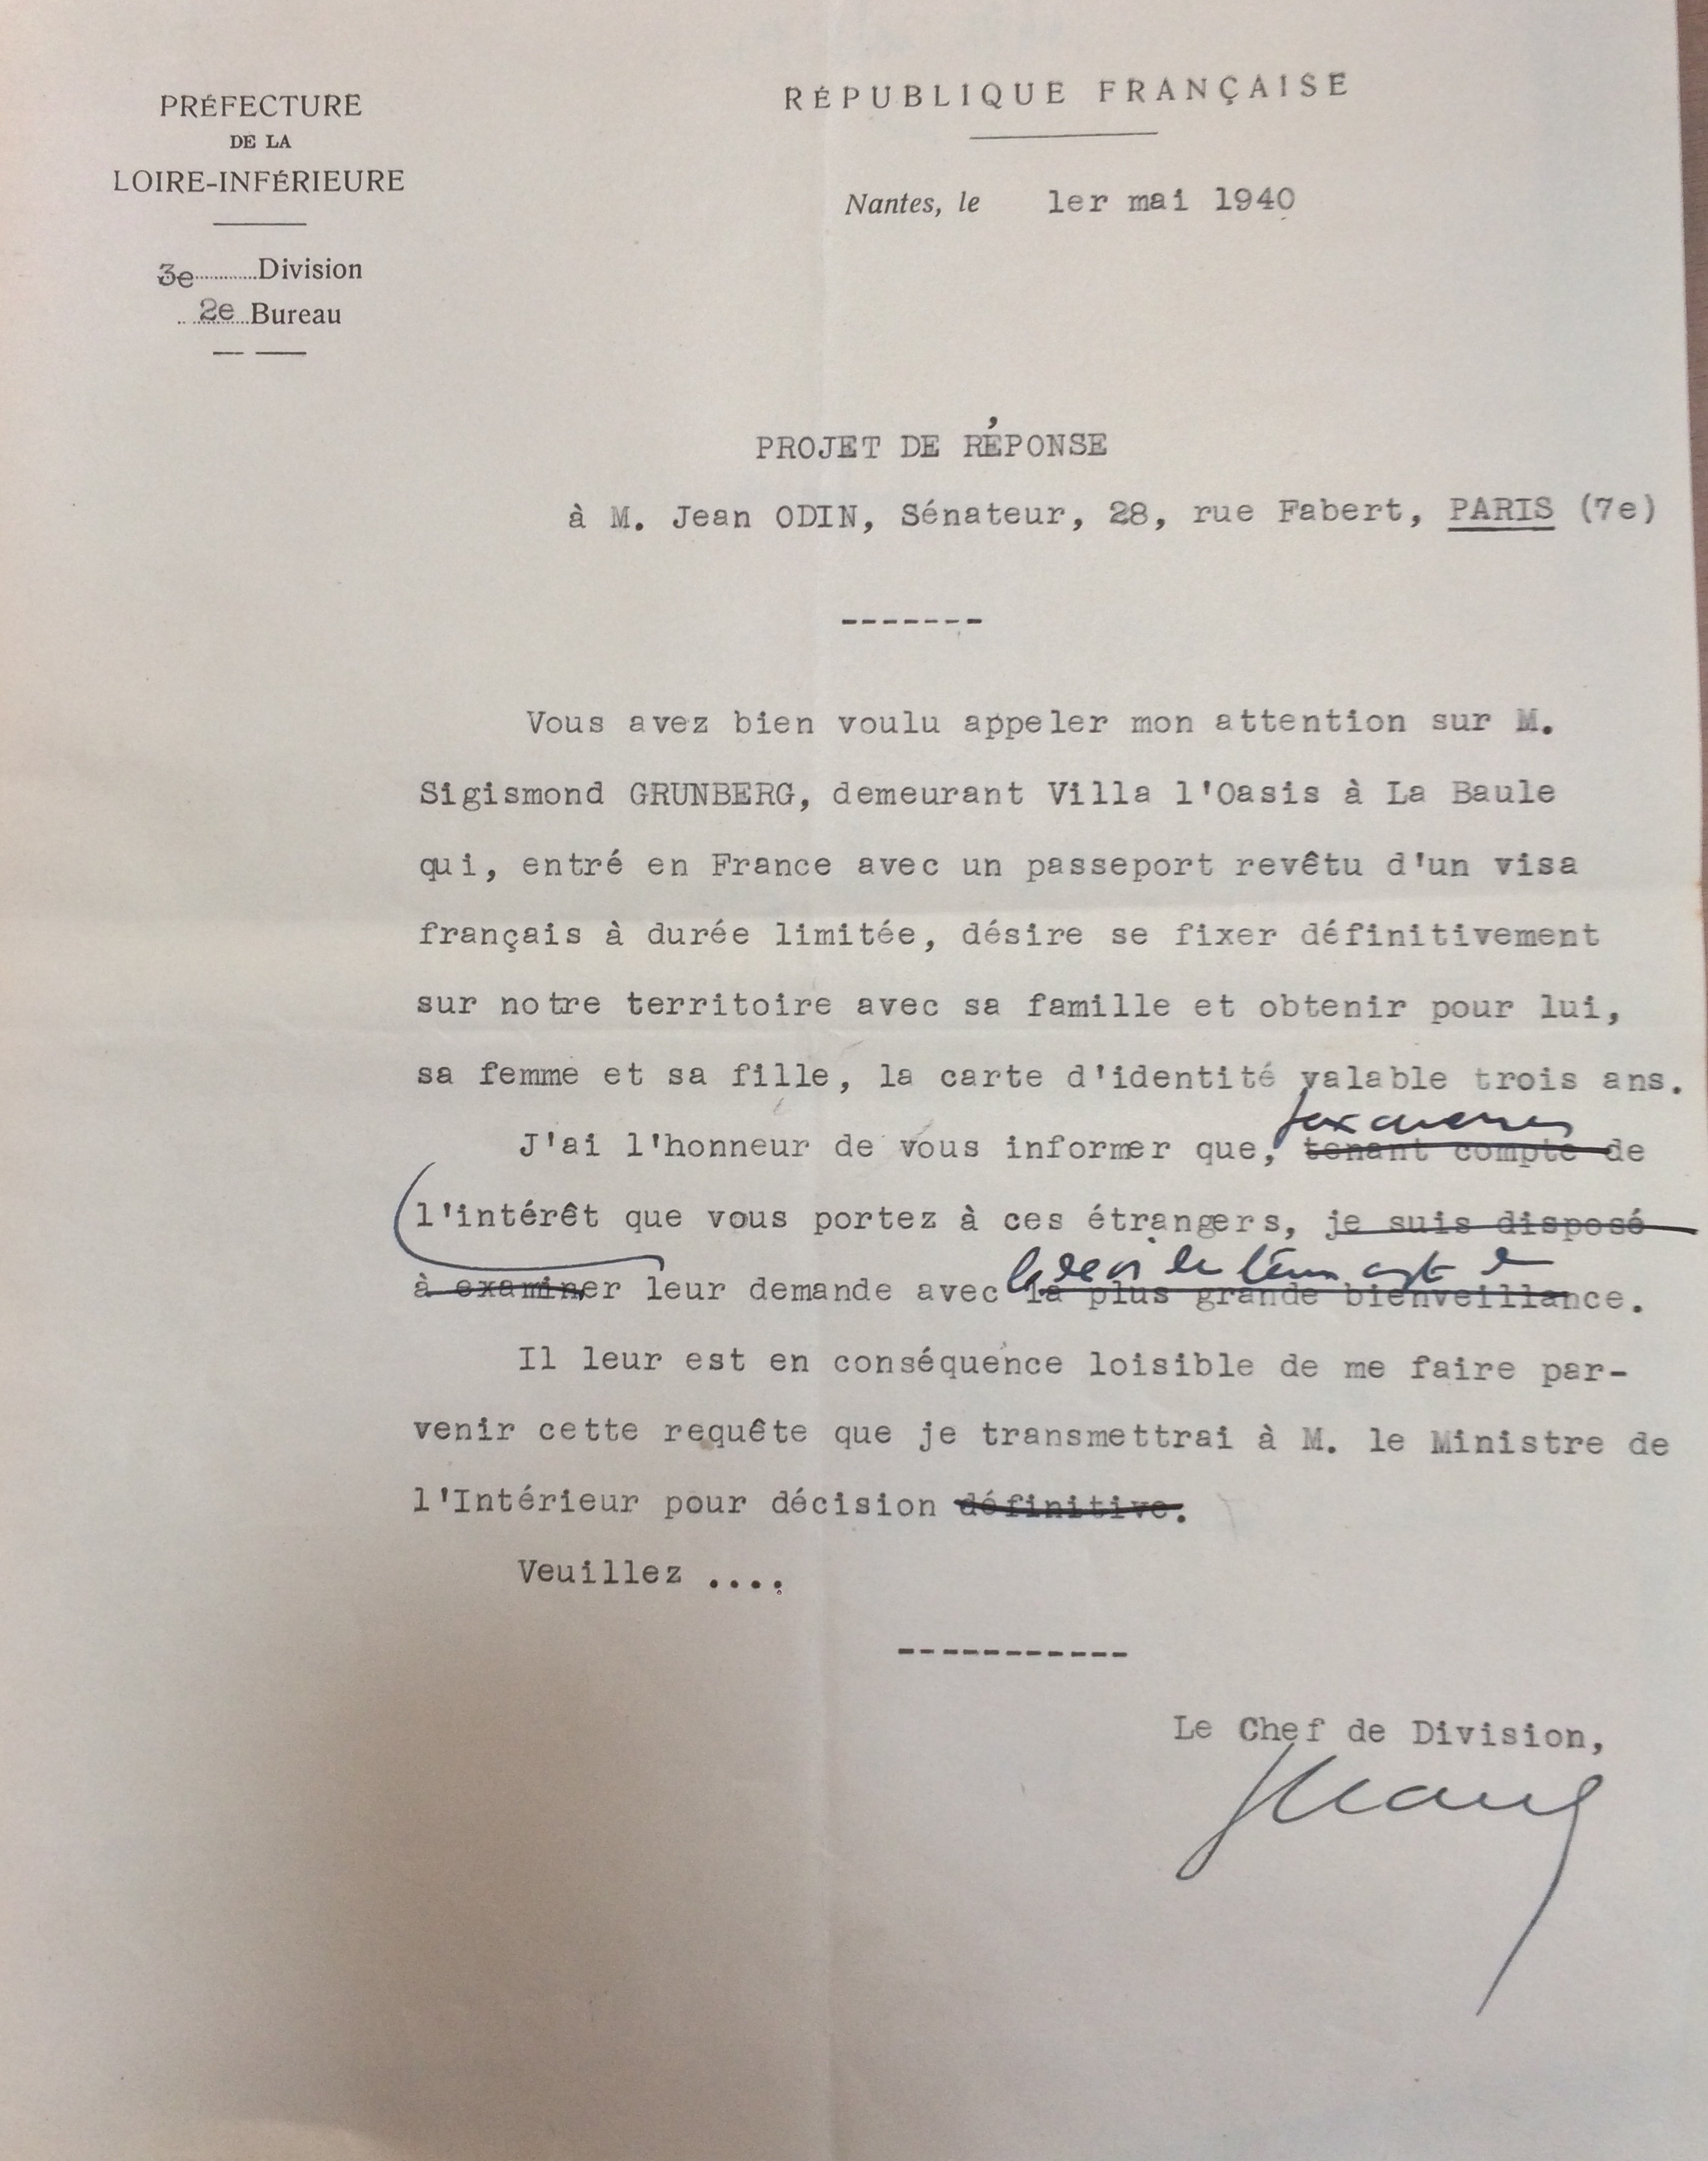 PRÉFECTURE
DE LA
LOIRE-INFÉRIEURE
3e Division
2e Bureau
RÉPUBLIQUE FRANÇAISE
Nantes, le 1er mai 1940
PROJET DE RÉPONSE
à M. Jean ODIN, Sénateur, 28, rue Fabert, PARIS (7e)
-------
Vous avez bien voulu appeler mon attention sur M.
Sigismond GRUNBERG, demeurant Villa l'Oasis à La Baule
qui, entré en France avec un passeport revêtu d'un visa
français à durée limitée, désire se fixer définitivement
sur notre territoire avec sa famille et obtenir pour lui,
sa femme et sa fille, la carte d'identité valable trois ans.
J'ai l'honneur de vous informer que, tenant compte de
l'intérêt que vous portez à ces étrangers, je suis disposé
à examiner leur demande avec la plus grande bienveillance.
Il leur est en conséquence loisible de me faire par-
venir cette requête que je transmettrai à M. le Ministre de
l'Intérieur pour décision définitive.
Veuillez ....
-----------
Le Chef de Division,